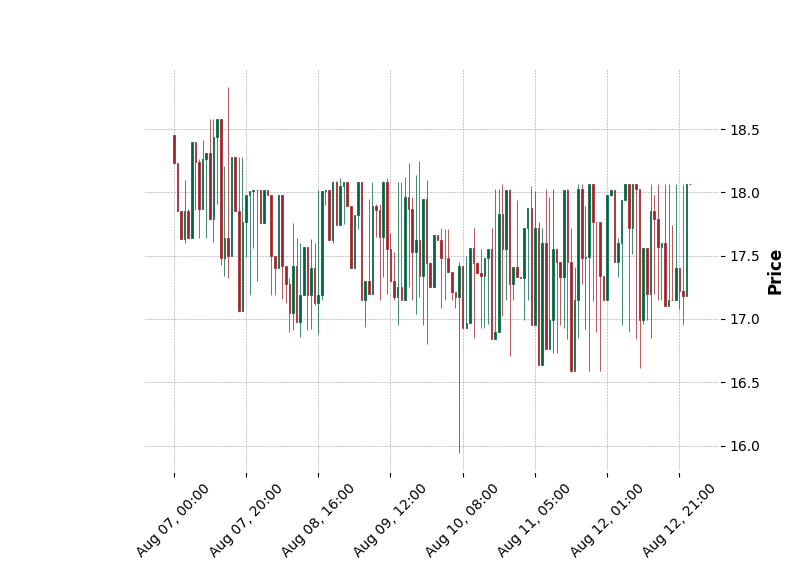 18.5
18.0
17.5
17.0
16.5
16.0
Price
Aug 07, 00:00
Aug 07, 20:00
Aug 08, 16:00
Aug 09, 12:00
Aug 10, 08:00
Aug 11, 05:00
Aug 12, 01:00
Aug 12, 21:00